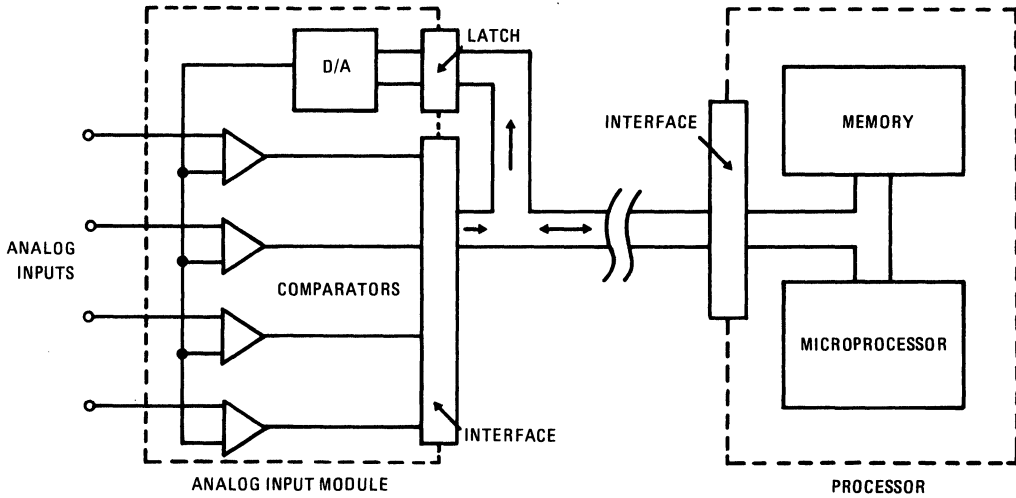 LATCH
D/A
INTERFACE
MEMORY
ANALOG
INPUTS
COMPARATORS
MICROPROCESSOR
INTERFACE
ANALOG INPUT MODULE
PROCESSOR